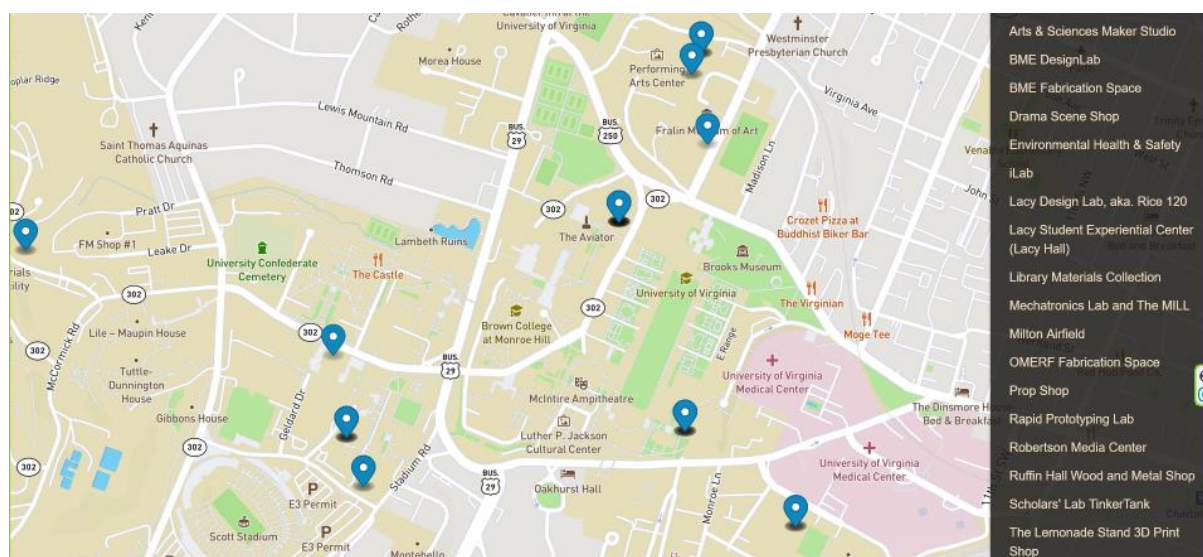 Cavalier Inn at the
University of Virginia
Westminster
Presbyterian Church
Morea House
Performing
Arts Center
Lewis Mountain Rd
BUS.
29
BUS.
250
Virginia Ave
Saint Thomas Aquinas
Catholic Church
Fralin Museum of Art
Thomson Rd
Madison Ln
John St
302
302
302
Pratt Dr
FM Shop #1
Leake Dr
Lambeth Ruins
The Aviator
Crozet Pizza at
Buddhist Biker Bar
University Confederate
Cemetery
The Castle
Brooks Museum
University of Virginia
The Virginian
302
302
302
Lile – Maupin House
Brown College
at Monroe Hill
Moge Tee
McCormick Rd
302
Tuttle-
Dunnington
House
BUS.
29
E Range
University of Virginia
Medical Center
McIntire Ampitheatre
Gibbons House
Geldard Dr
The Dinsmore House
Bed & Breakfast
302
302
Luther P. Jackson
Cultural Center
Stadium Rd
University of Virginia
Medical Center
BUS.
29
Oakhurst Hall
E3 Permit
Monroe Ln
11th St SW
Scott Stadium
E3 Permit
Montebello
Arts & Sciences Maker Studio
BME DesignLab
BME Fabrication Space
Drama Scene Shop
Environmental Health & Safety
iLab
Lacy Design Lab, aka. Rice 120
Lacy Student Experiential Center
(Lacy Hall)
Library Materials Collection
Mechatronics Lab and The MILL
Milton Airfield
OMERF Fabrication Space
Prop Shop
Rapid Prototyping Lab
Robertson Media Center
Ruffin Hall Wood and Metal Shop
Scholars' Lab TinkerTank
The Lemonade Stand 3D Print
Shop